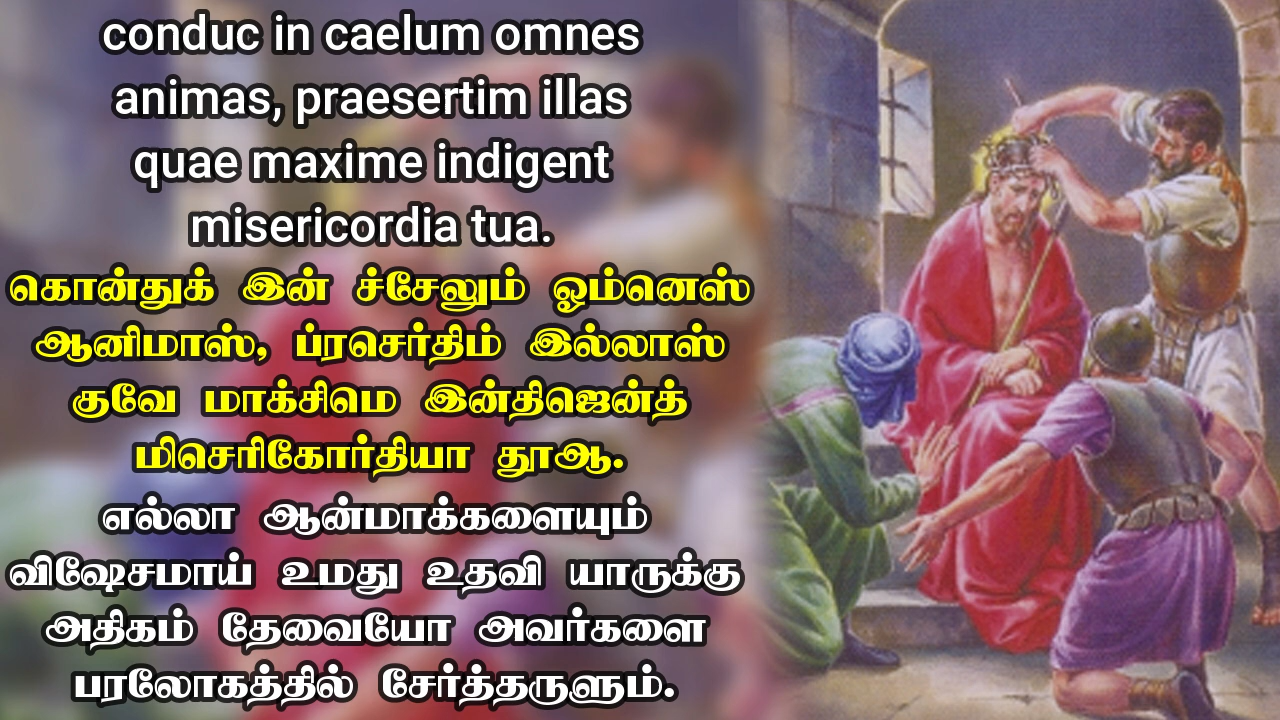 conduc in caelum omnes
animas, praesertim illas
quae maxime indigent
misericordia tua.
கொன்துக் இன் ச்சேலும் ஓம்னெஸ்
ஆனிமாஸ், ப்ரசெர்திம் இல்லாஸ்
குவே மாக்சிமெ இன்திஜென்த்
மிசெரிகோர்தியா தூஆ.
எல்லா ஆன்மாக்களையும்
விஷேசமாய் உமது உதவி யாருக்கு
அதிகம் தேவையோ அவர்களை
பரலோகத்தில் சேர்த்தருளும்.